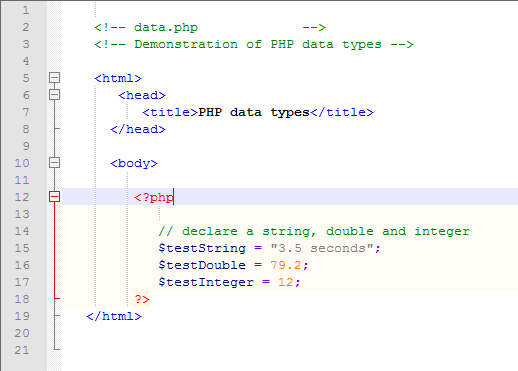 1
2 <!-- data.php -->
3 <!-- Demonstration of PHP data types -->
4
5 <html>
6 <head>
7 <title>PHP data types</title>
8 </head>
9
10 <body>
11
12 <?php
13
14 // declare a string, double and integer
15 $testString = "3.5 seconds";
16 $testDouble = 79.2;
17 $testInteger = 12;
18 ?>
19 </html>
20
21